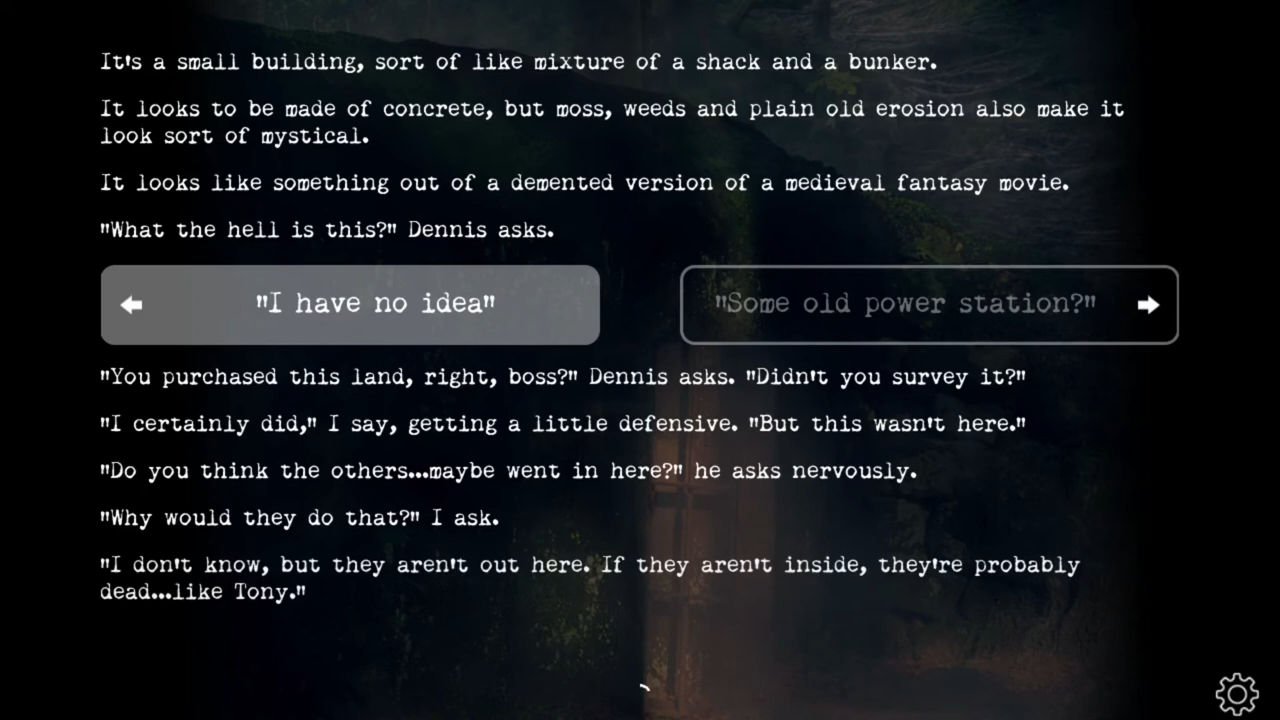 It's a small building, sort of like mixture of a shack and a bunker.
It looks to be made of concrete, but moss, weeds and plain old erosion also make it
look sort of mystical.
It looks like something out of a demented version of a medieval fantasy movie.
"What the hell is this?" Dennis asks.
"I have no idea"
"Some old power station?"
"You purchased this land, right, boss?" Dennis asks. "Didn't you survey it?"
"I certainly did," I say, getting a little defensive. "But this wasn't here."
"Do you think the others...maybe went in here?" he asks nervously.
"Why would they do that?" I ask.
"I don't know, but they aren't out here. If they aren't inside, they're probably
dead...like Tony."